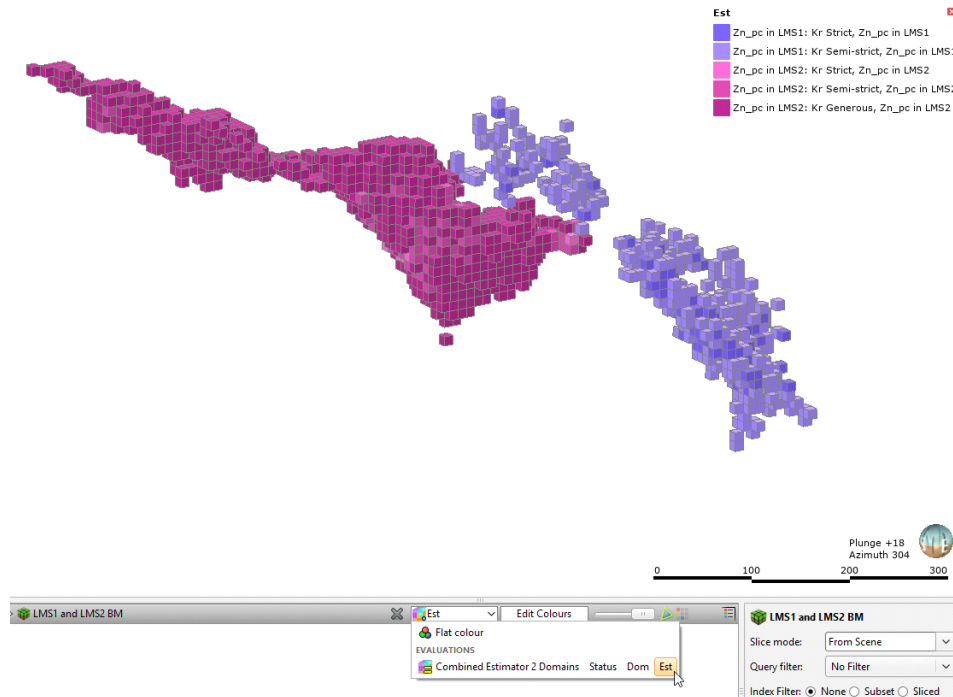 Est
Zn_pc in LMS1: Kr Strict, Zn_pc in LMS1
Zn_pc in LMS1: Kr Semi-strict, Zn_pc in LMS1
Zn_pc in LMS2: Kr Strict, Zn_pc in LMS2
Zn_pc in LMS2: Kr Semi-strict, Zn_pc in LMS2
Zn_pc in LMS2: Kr Generous, Zn_pc in LMS2
Plunge +18
Azimuth 304
0 100 200 300
LMS1 and LMS2 BM
Est
Edit Colours
Flat colour
EVALUATIONS
Combined Estimator 2 Domains Status Dom Est
LMS1 and LMS2 BM
Slice mode: From Scene
Query filter: No Filter
Index Filter: None Subset Sliced